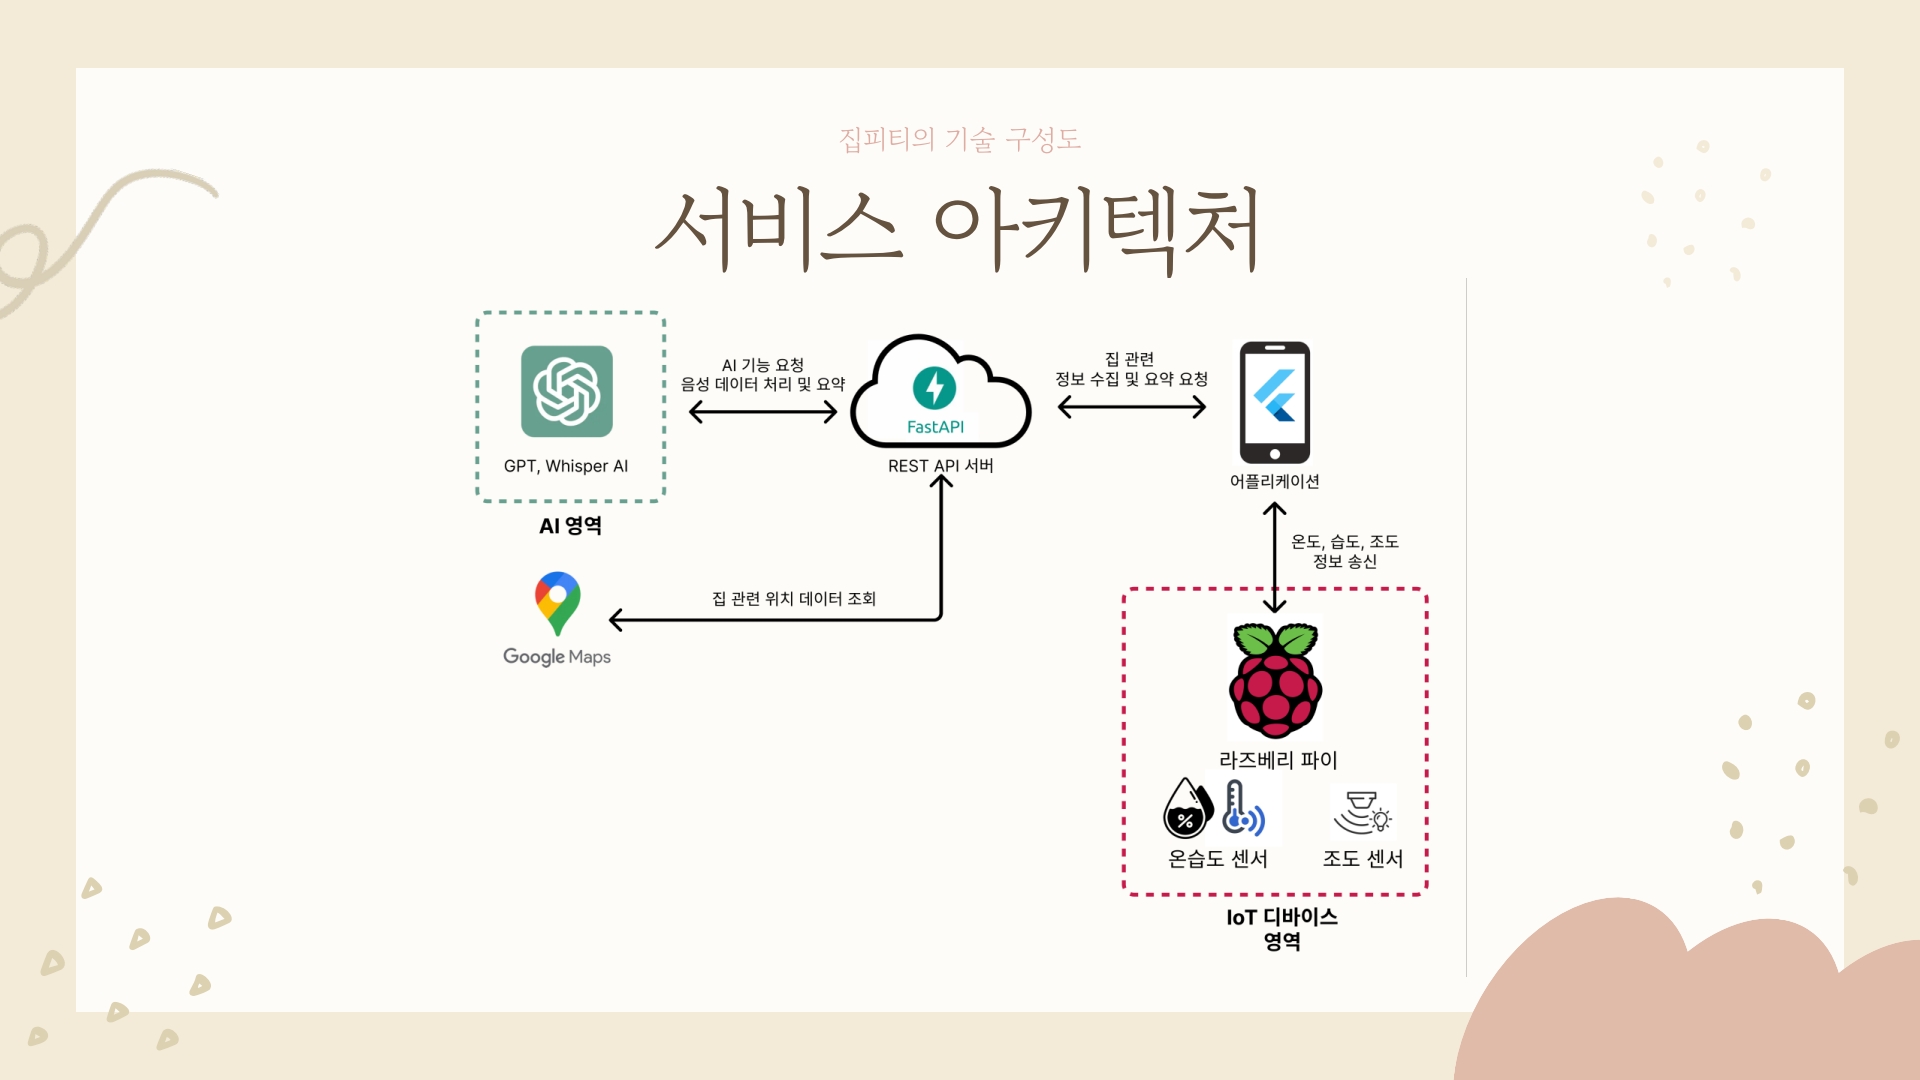 집피티의 기술 구성도
서비스 아키텍처
AI 기능 요청
음성 데이터 처리 및 요약
집 관련
정보 수집 및 요약 요청
FastAPI
GPT, Whisper AI
REST API 서버
어플리케이션
AI 영역
온도, 습도, 조도
정보 송신
집 관련 위치 데이터 조회
Google Maps
라즈베리 파이
%
온습도 센서
조도 센서
IoT 디바이스
영역